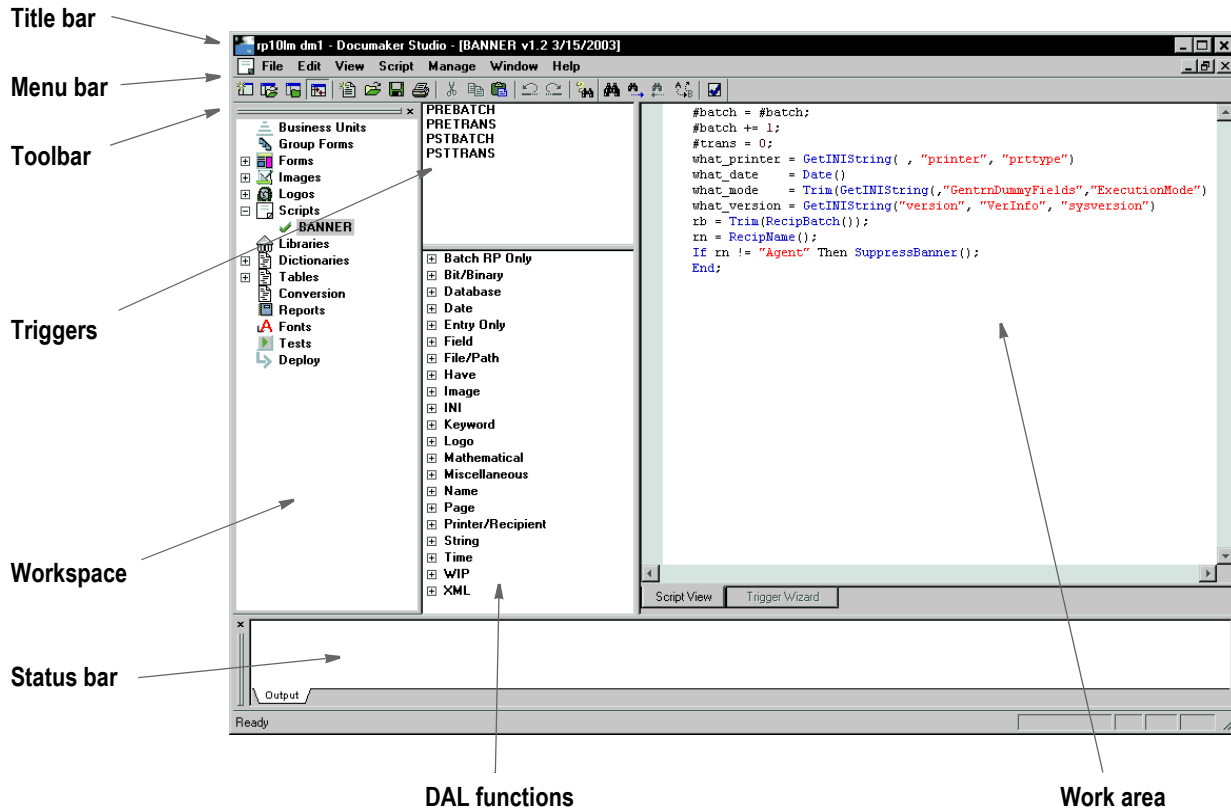 Title bar
rp10lm dm1 - Documaker Studio - [BANNER v1.2 3/15/2003]
Menu bar
File Edit View Script Manage Window Help
Toolbar
Triggers
Workspace
Business Units
Group Forms
Forms
Images
Logos
Scripts
BANNER
Libraries
Dictionaries
Tables
Conversion
Reports
Fonts
Tests
Deploy
PREBATCH
PRETRANS
PSTBATCH
PSTTRANS
Batch RP Only
Bit/Binary
Database
Date
Entry Only
Field
File/Path
Have
Image
INI
Keyword
Logo
Mathematical
Miscellaneous
Name
Page
Printer/Recipient
String
Time
WIP
XML
#batch = #batch;
#batch += 1;
#trans = 0;
what_printer = GetINIString( , "printer", "prttype")
what_date    = Date()
what_mode    = Trim(GetINIString(,"GentrnDummyFields","ExecutionMode")
what_version = GetINIString("version", "VerInfo", "sysversion")
rb = Trim(RecipBatch());
rn = RecipName();
If rn != "Agent" Then SuppressBanner();
End;
Script View Trigger Wizard
Status bar
Output
Ready
DAL functions
Work area